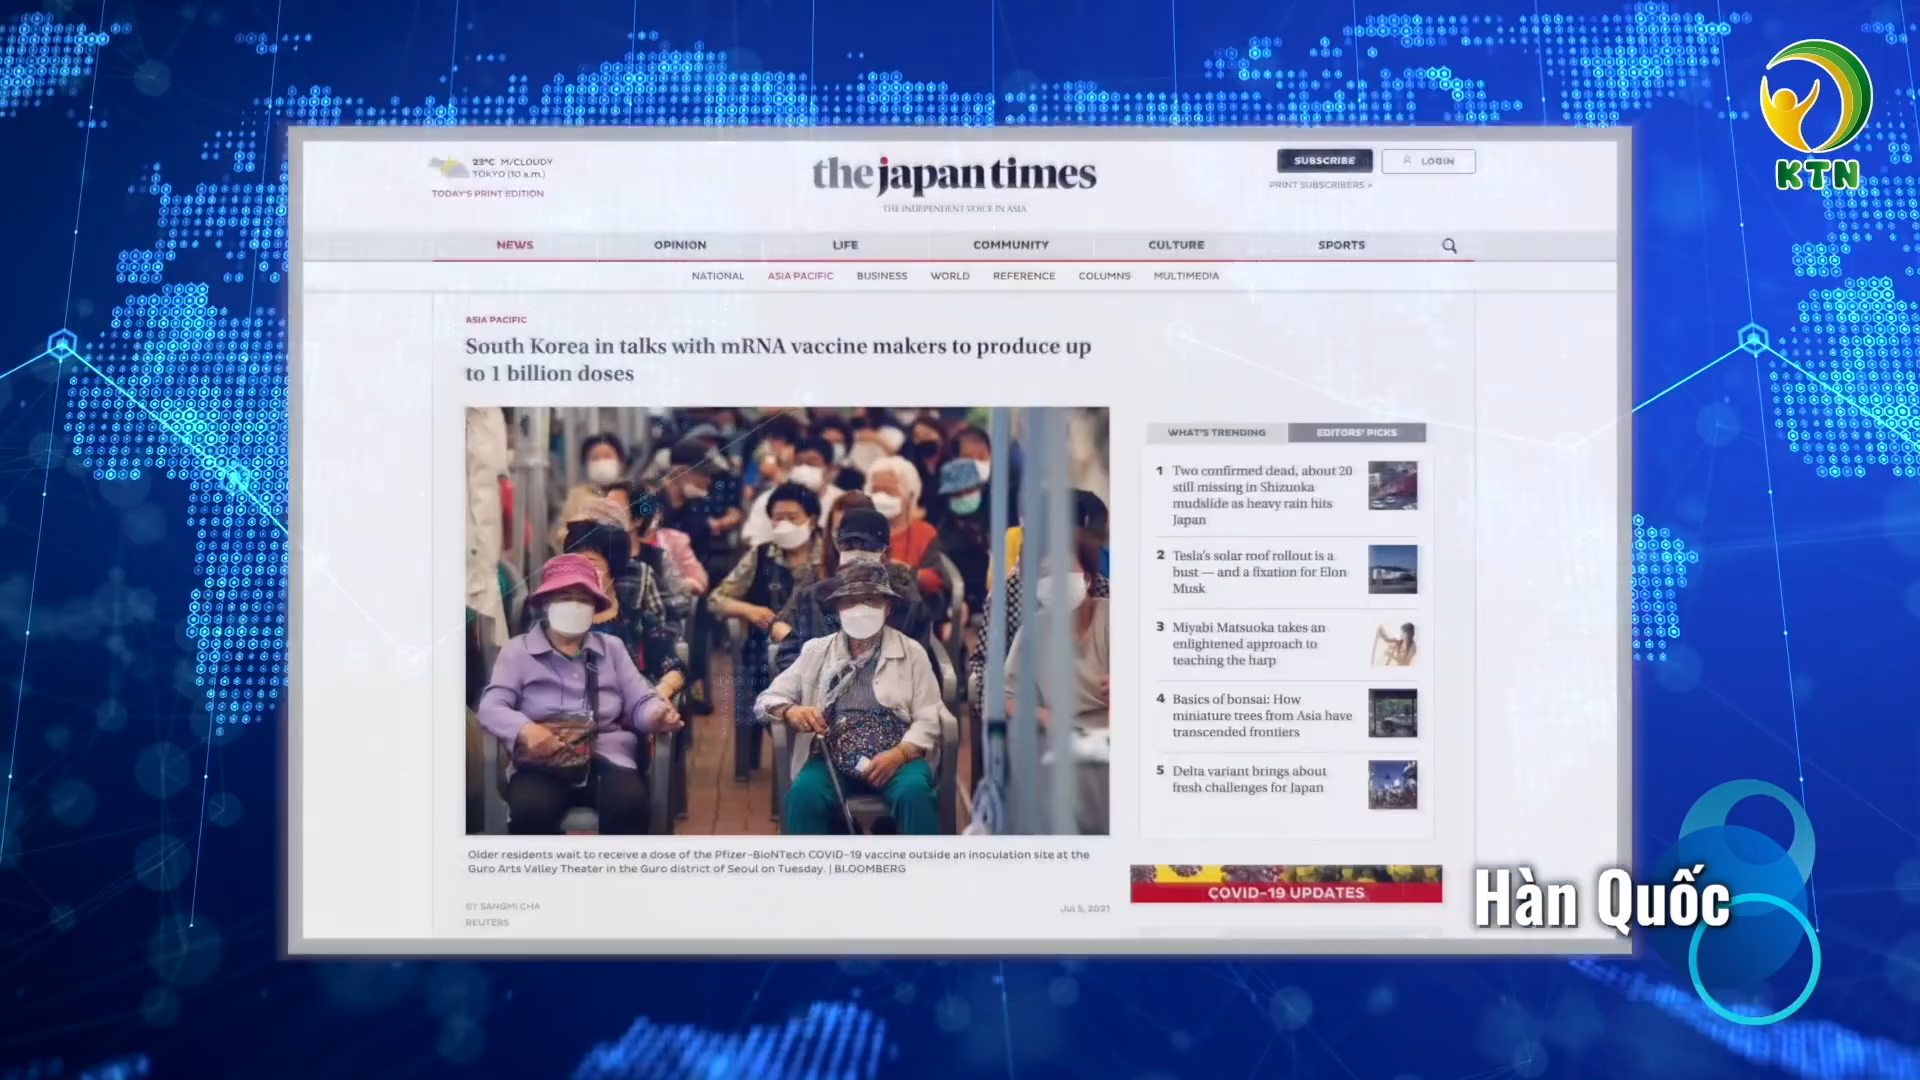 KTN
23°C M/CLOUDY
TOKYO (10 a.m.)
TODAY'S PRINT EDITION
the japan times
THE INDEPENDENT VOICE IN ASIA
SUBSCRIBE
LOGIN
PRINT SUBSCRIBERS »
NEWS
OPINION
LIFE
COMMUNITY
CULTURE
SPORTS
NATIONAL
ASIA PACIFIC
BUSINESS
WORLD
REFERENCE
COLUMNS
MULTIMEDIA
ASIA PACIFIC
South Korea in talks with mRNA vaccine makers to produce up
to 1 billion doses
Older residents wait to receive a dose of the Pfizer-BioNTech COVID-19 vaccine outside an inoculation site at the
Guro Arts Valley Theater in the Guro district of Seoul on Tuesday. | BLOOMBERG
BY SANGMI CHA
REUTERS
Jul 5, 2021
WHAT'S TRENDING
EDITORS' PICKS
1 Two confirmed dead, about 20
still missing in Shizuoka
mudslide as heavy rain hits
Japan
2 Tesla's solar roof rollout is a
bust — and a fixation for Elon
Musk
3 Miyabi Matsuoka takes an
enlightened approach to
teaching the harp
4 Basics of bonsai: How
miniature trees from Asia have
transcended frontiers
5 Delta variant brings about
fresh challenges for Japan
COVID-19 UPDATES
Hàn Quốc